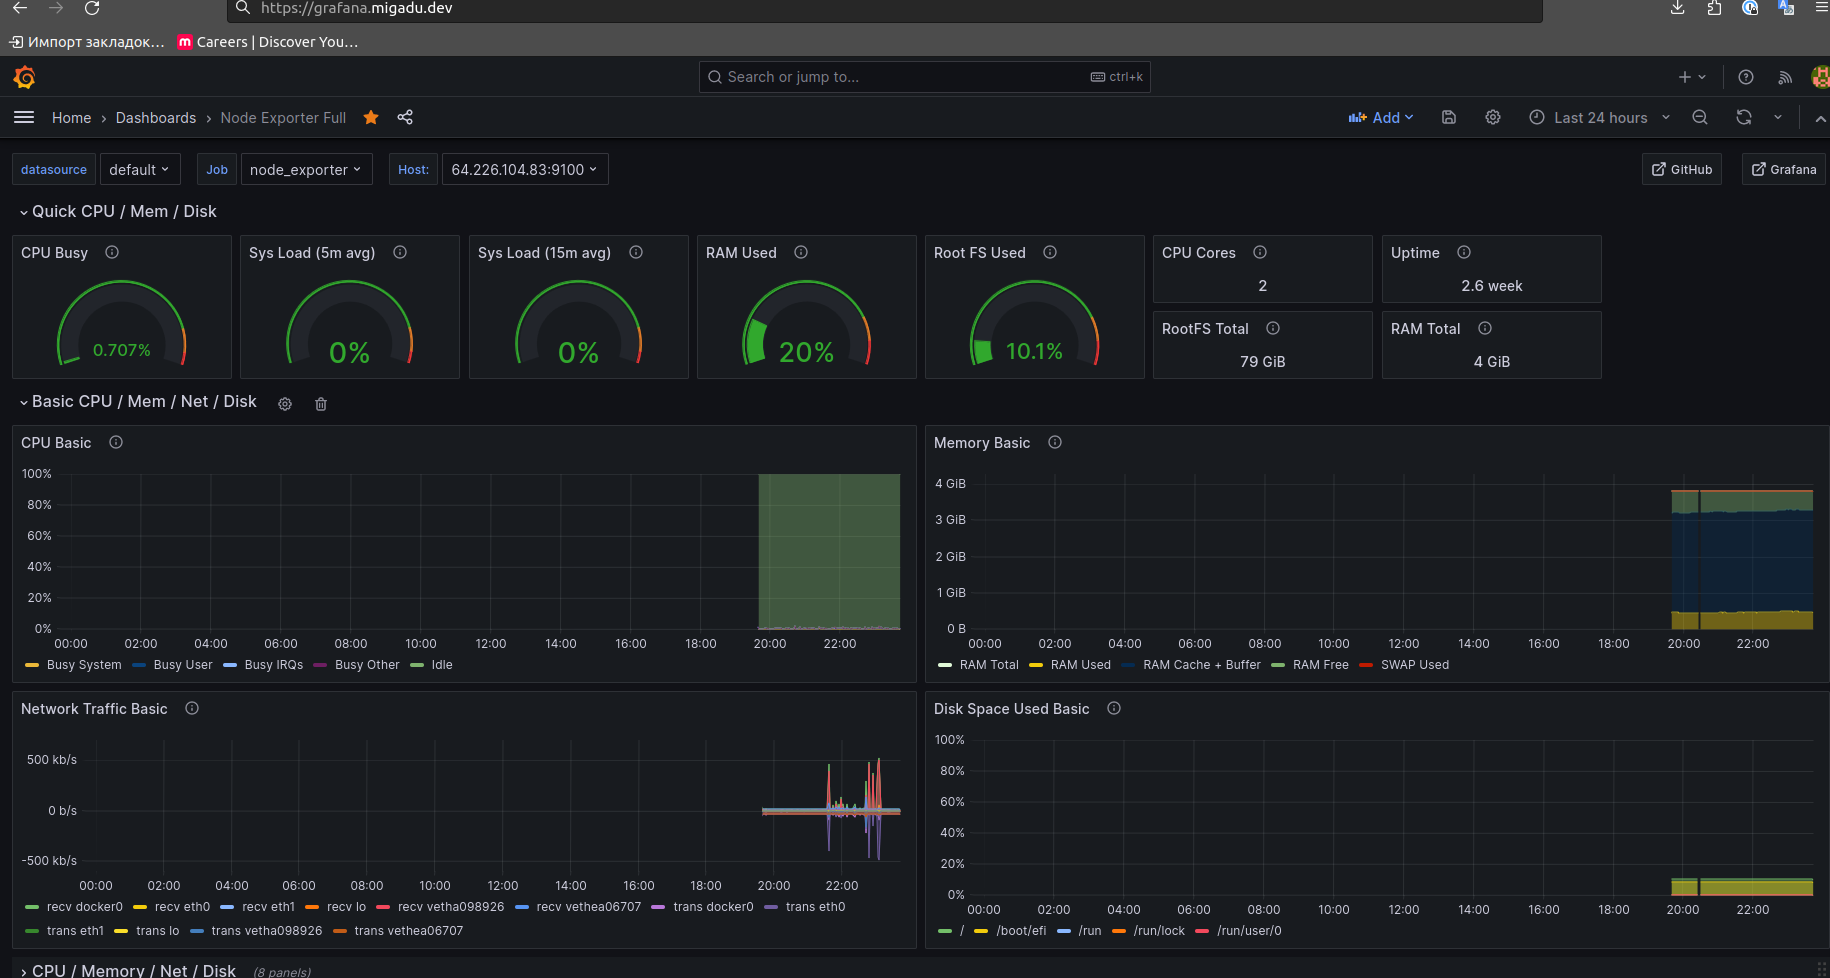 https://grafana.migadu.dev
Импорт закладок…
Careers | Discover You…
Search or jump to...
ctrl+k
Home › Dashboards › Node Exporter Full
Add
Last 24 hours
datasource default Job node_exporter Host: 64.226.104.83:9100
GitHub
Grafana
Quick CPU / Mem / Disk
CPU Busy
0.707%
Sys Load (5m avg)
0%
Sys Load (15m avg)
0%
RAM Used
20%
Root FS Used
10.1%
CPU Cores
2
Uptime
2.6 week
RootFS Total
79 GiB
RAM Total
4 GiB
Basic CPU / Mem / Net / Disk
CPU Basic
100%
80%
60%
40%
20%
0%
00:00 02:00 04:00 06:00 08:00 10:00 12:00 14:00 16:00 18:00 20:00 22:00
Busy System Busy User Busy IRQs Busy Other Idle
Memory Basic
4 GiB
3 GiB
2 GiB
1 GiB
0 B
00:00 02:00 04:00 06:00 08:00 10:00 12:00 14:00 16:00 18:00 20:00 22:00
RAM Total RAM Used RAM Cache + Buffer RAM Free SWAP Used
Network Traffic Basic
500 kb/s
0 b/s
-500 kb/s
00:00 02:00 04:00 06:00 08:00 10:00 12:00 14:00 16:00 18:00 20:00 22:00
recv docker0 recv eth0 recv eth1 recv lo recv vetha098926 recv vethea06707 trans docker0 trans eth0
trans eth1 trans lo trans vetha098926 trans vethea06707
Disk Space Used Basic
100%
80%
60%
40%
20%
0%
00:00 02:00 04:00 06:00 08:00 10:00 12:00 14:00 16:00 18:00 20:00 22:00
/ /boot/efi /run /run/lock /run/user/0
CPU / Memory / Net / Disk (8 panels)